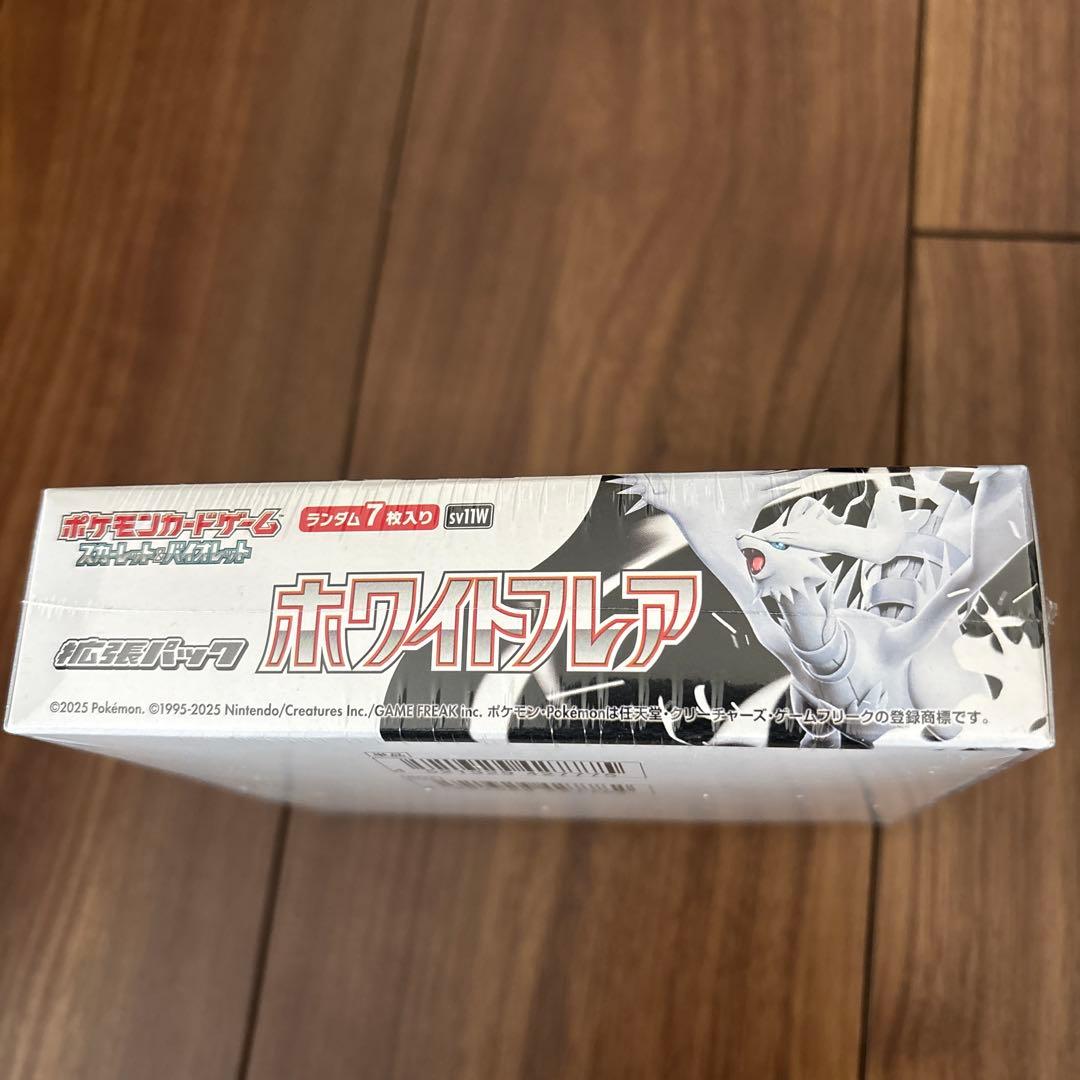 ポケモンカードゲーム
スカーレット&バイオレット
ランダム7枚入り
sv11W
拡張パック
ホワイトフレア
©2025 Pokémon. ©1995-2025 Nintendo/Creatures Inc./GAME FREAK inc. ポケモン・Pokémonは任天堂・クリーチャーズ・ゲームフリークの登録商標です。